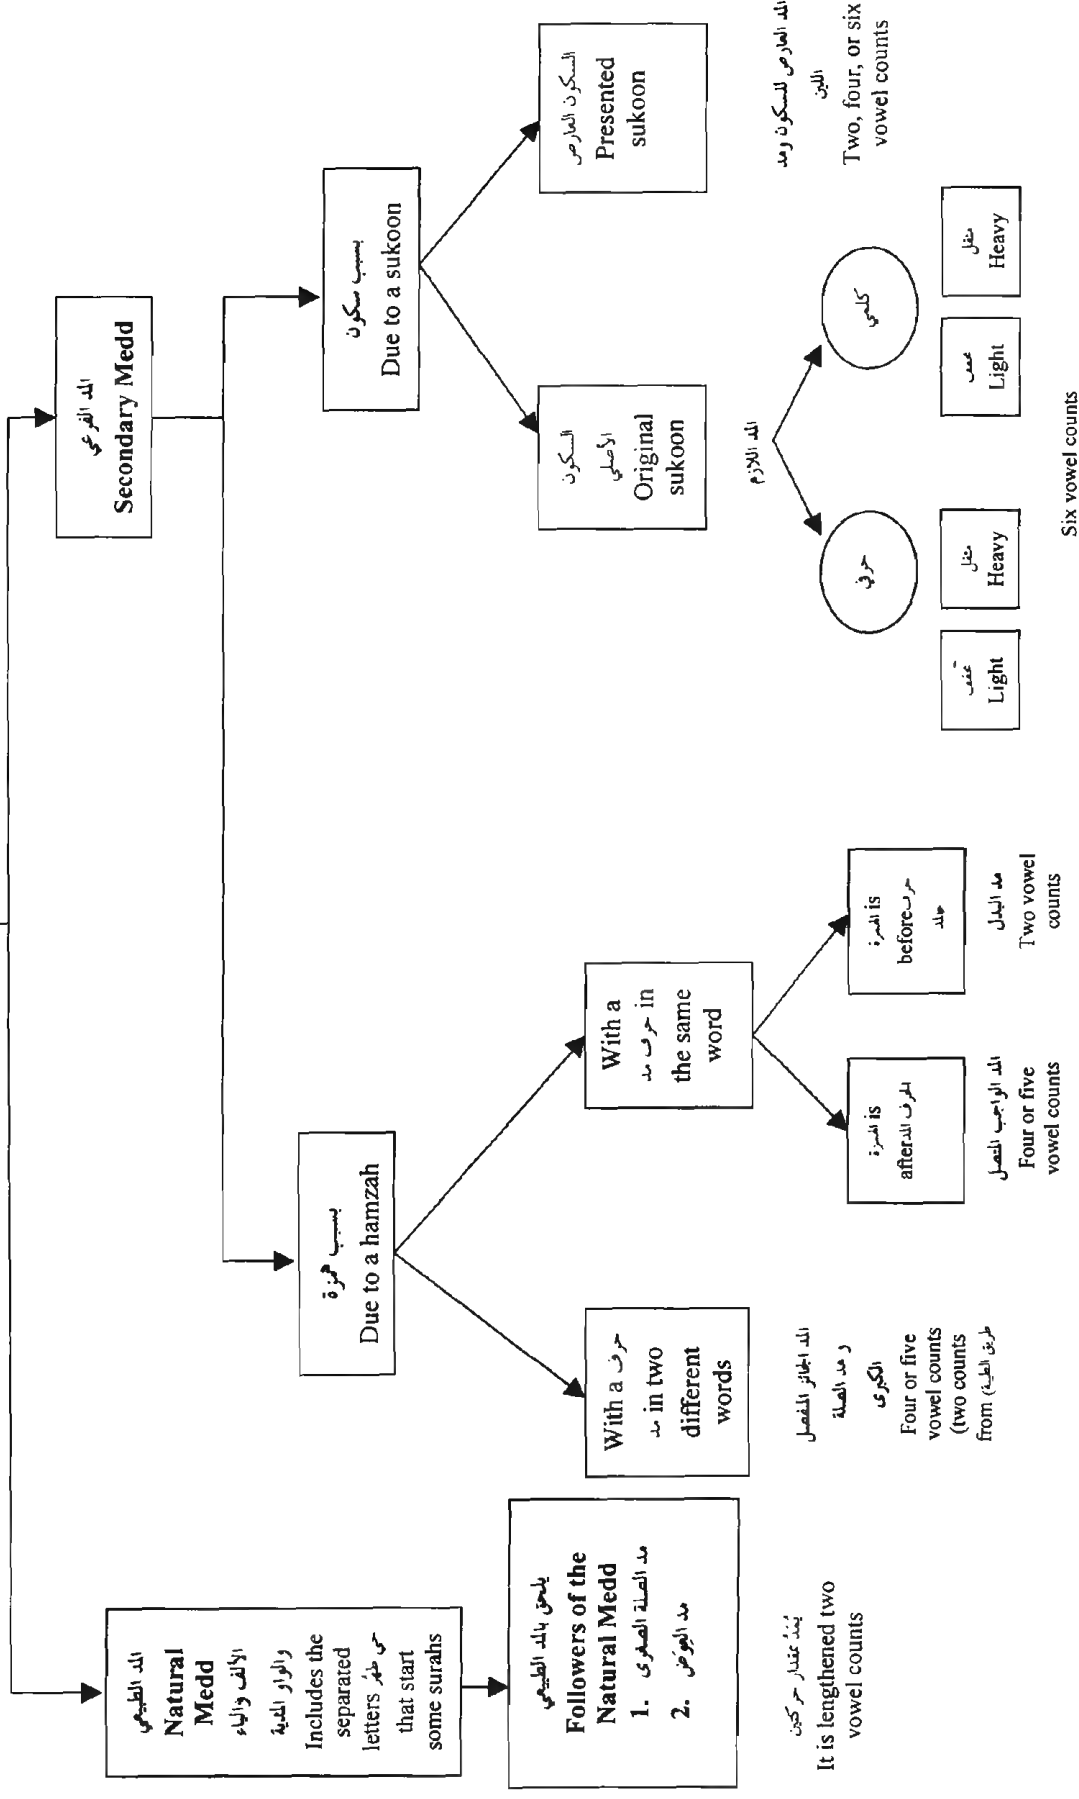 المد الطبيعي
Natural
Medd
الألف والياء
والواو المدية
Includes the
separated
letters حي طهر
that start
some surahs
يلحق بالمد الطبيعي
Followers of the
Natural Medd
1. مد الصلة الصغرى
2. مد العوض
يُمَدُّ بمقدار حركتين
It is lengthened two
vowel counts
المد الفرعي
Secondary Medd
بسبب همزة
Due to a hamzah
With a حرف
مد in two
different
words
المد الجائز المنفصل
و مد الصلة
الكبرى
Four or five
vowel counts
(two counts
from طريق الطيبة)
With a
حرف مد in
the same
word
الهمزة is
after الحرف المد
المد الواجب المتصل
Four or five
vowel counts
الهمزة is
before حرف
المد
مد البدل
Two vowel
counts
بسبب سكون
Due to a sukoon
السكون
الأصلي
Original
sukoon
المد اللازم
حرفي
مخفف
Light
مثقل
Heavy
كلمي
مخفف
Light
مثقل
Heavy
Six vowel counts
السكون العارض
Presented
sukoon
المد العارض للسكون ومد
اللين
Two, four, or six
vowel counts